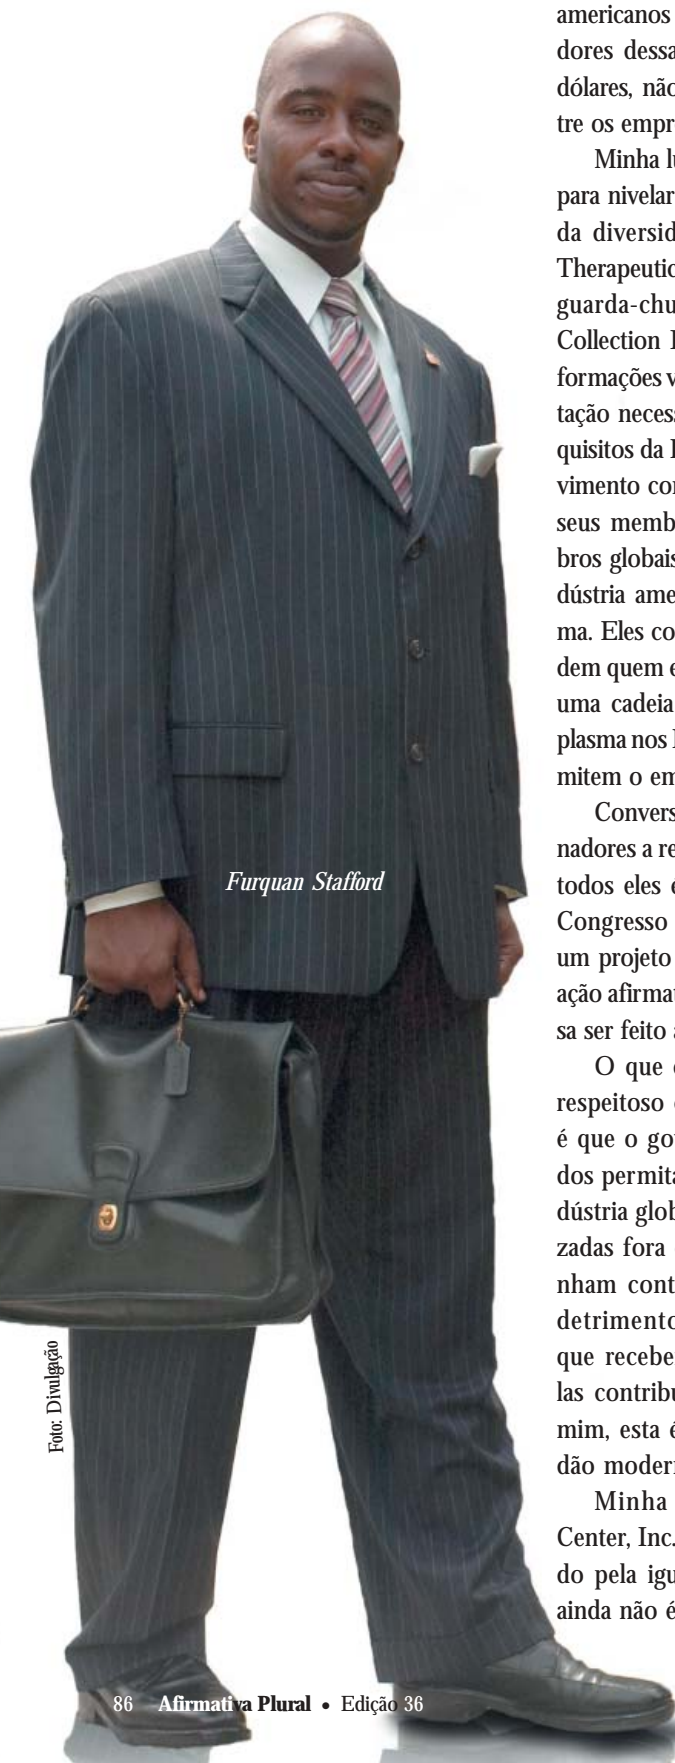 americanos
dores dessa
dólares, não
tre os empr
Minha lu
para nivelar
da diversid
Therapeutic
guarda-chu
Collection
formações v
tação necess
quisitos da
vimento con
seus memb
bros globais
dústria ame
ma. Eles co
dem quem e
uma cadeia
plasma nos
mitem o em
Convers
nadores a re
todos eles é
Congresso
um projeto
ação afirmat
sa ser feito a
O que
respeitoso
é que o gov
dos permita
dústria glob
zadas fora
nham cont
detrimento
que recebe
las contribu
mim, esta é
dão modern
Minha
Center, Inc.
do pela igu
ainda não é
Furquan Stafford
Foto: Divulgação
86 Afirmativa Plural • Edição 36